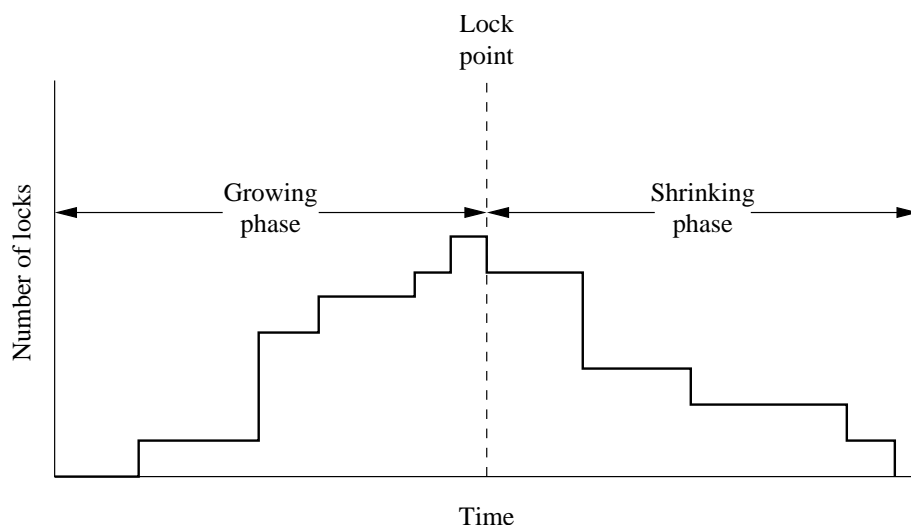 Lock
point
Growing
phase
Shrinking
phase
Number of locks
Time